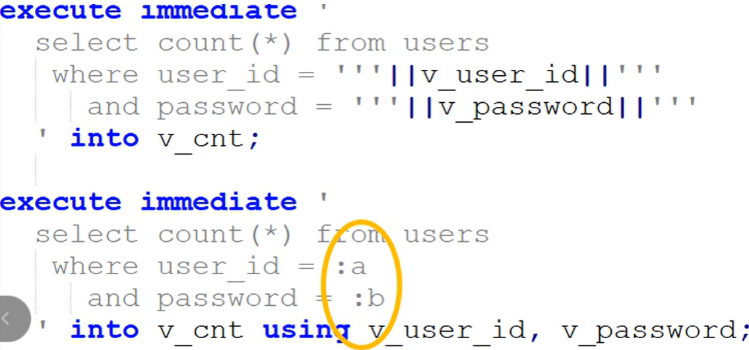 execute immediate '
select count(*) from users
where user_id = '''||v_user_id||'''
and password = '''||v_password||'''
' into v_cnt;
execute immediate '
select count(*) from users
where user_id = :a
and password = :b
' into v_cnt using v_user_id, v_password;